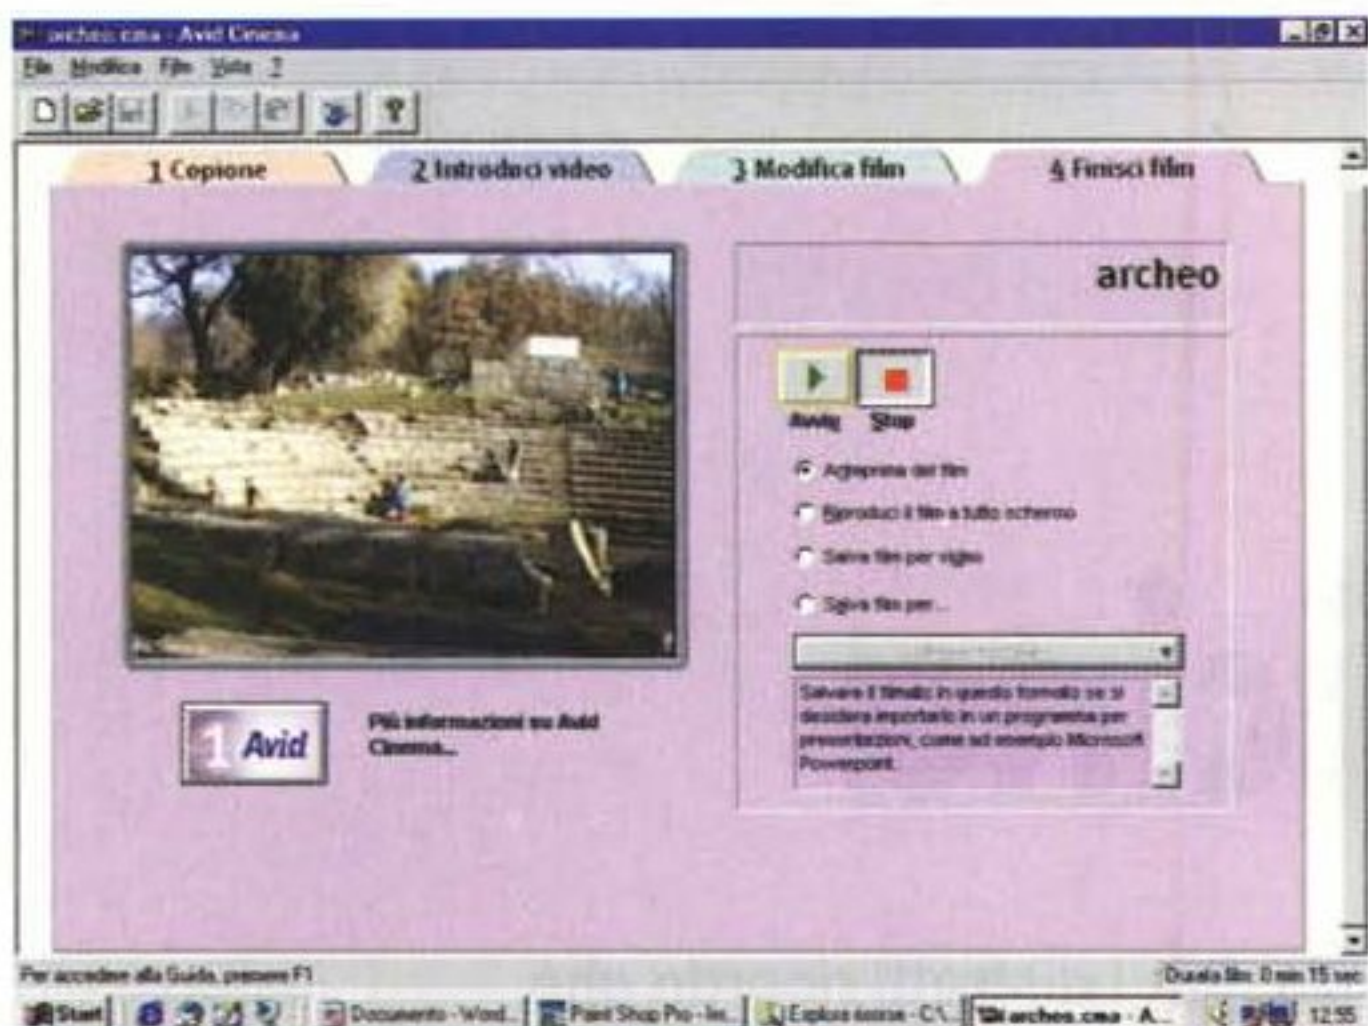 archeo.cma - Avid Cinema
File Modifica Film Vista ?
1 Copione
2 Introduci video
3 Modifica film
4 Finisci film
archeo
Avvia Stop
Anteprima del film
Riproduci il film a tutto schermo
Salva film per video
Salva film per...
Salvare il filmato in questo formato se si
desidera importarlo in un programma per
presentazioni, come ad esempio Microsoft
Powerpoint.
1 Avid
Più informazioni su Avid
Cinema...
Per accedere alla Guida, premere F1
Durata film: 0 min 15 sec
Start
Documento - Word...
Paint Shop Pro - Im...
Esplora risorse - C:\...
archeo.cma - A...
12:55